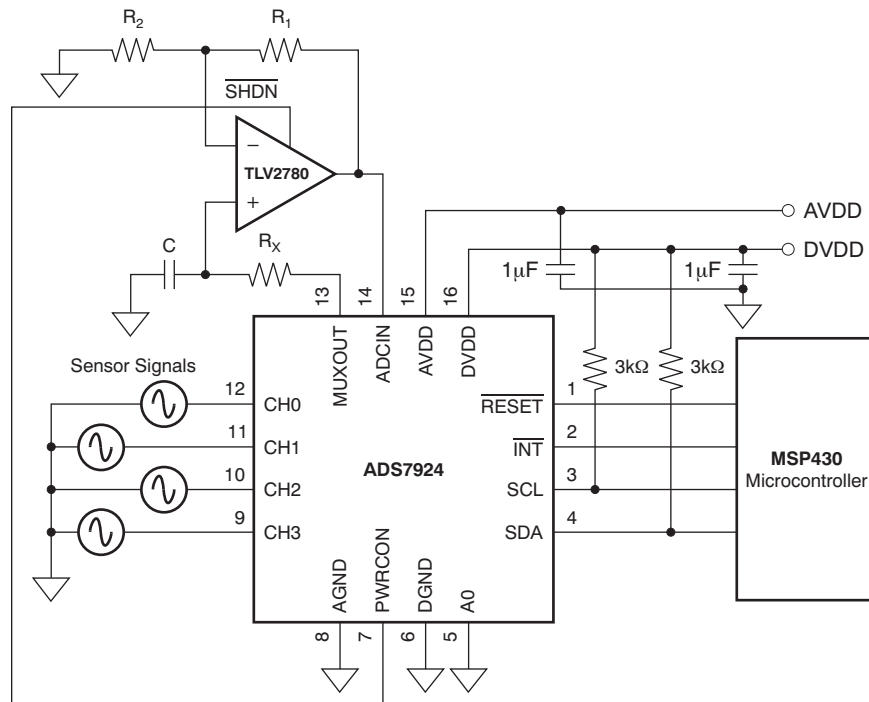 R2
R1
SHDN
−
TLV2780
+
C
RX
AVDD
DVDD
1μF
1μF
13
14
15
16
MUXOUT
ADCIN
AVDD
DVDD
3kΩ
3kΩ
Sensor Signals
12
CH0
11
CH1
10
CH2
9
CH3
ADS7924
RESET
1
INT
2
SCL
3
SDA
4
MSP430
Microcontroller
AGND
PWRCON
DGND
A0
8
7
6
5